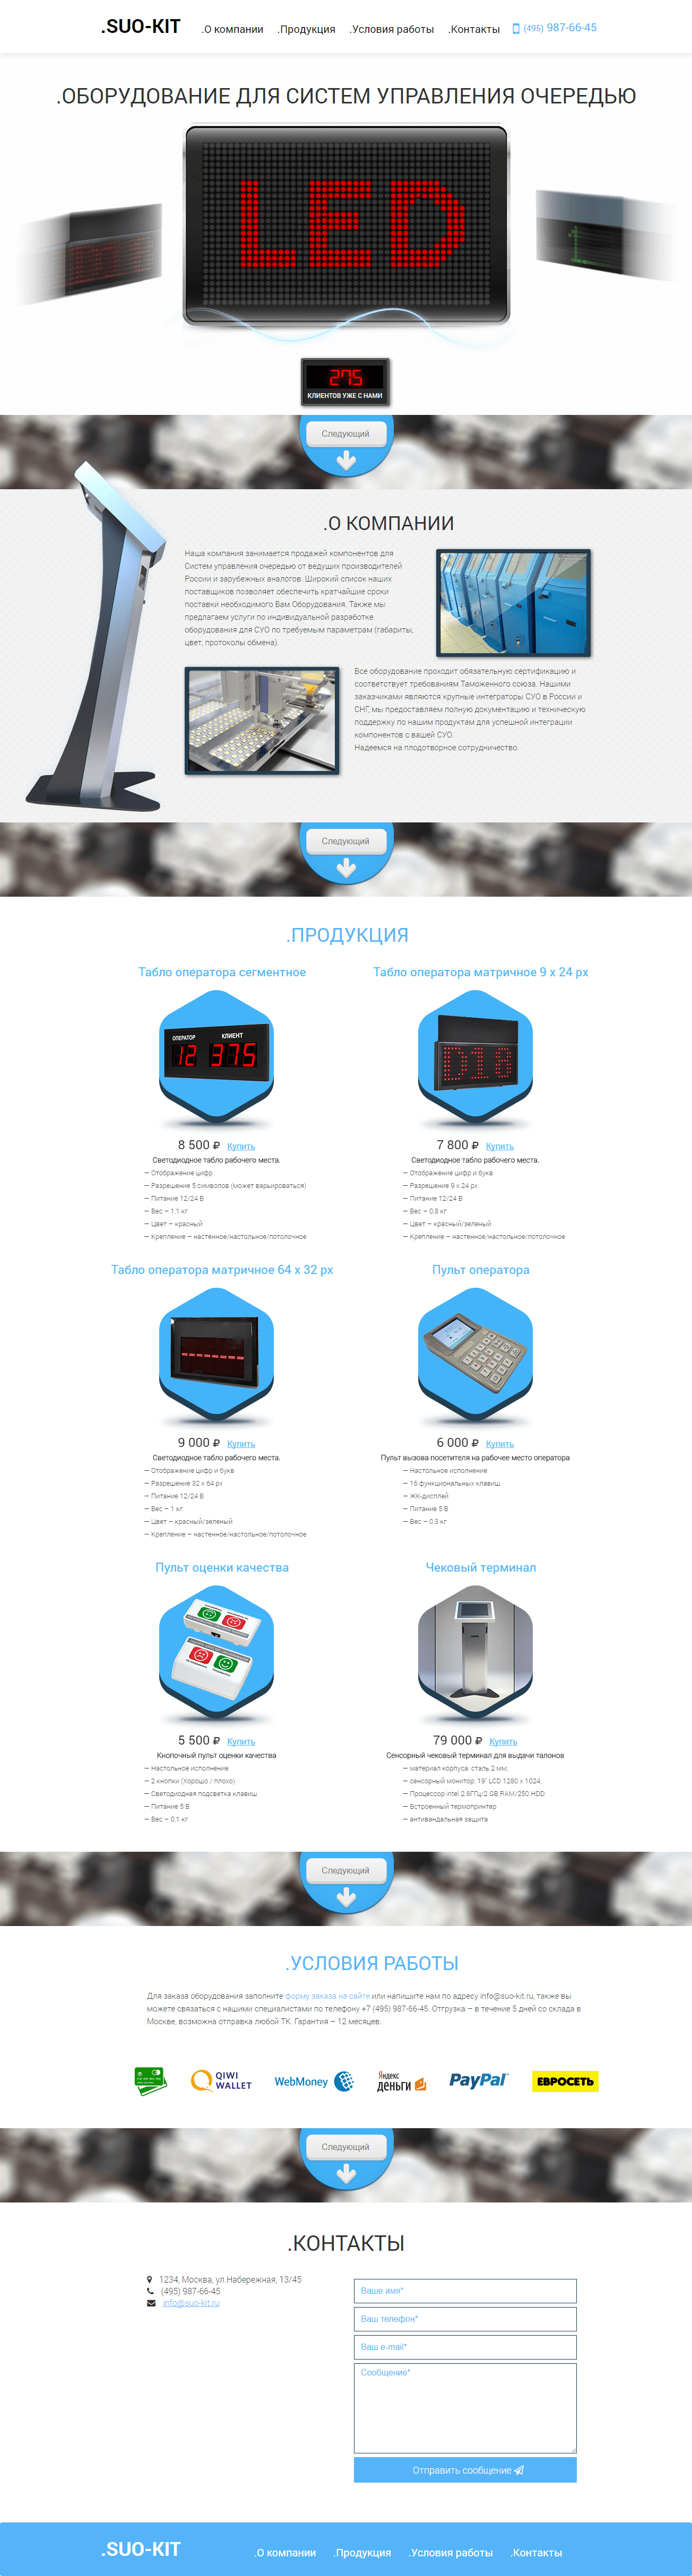 .SUO-KIT
.О компании .Продукция .Условия работы .Контакты (495) 987-66-45
.ОБОРУДОВАНИЕ ДЛЯ СИСТЕМ УПРАВЛЕНИЯ ОЧЕРЕДЬЮ
LED
275
КЛИЕНТОВ УЖЕ С НАМИ
Следующий
.О КОМПАНИИ
Наша компания занимается продажей компонентов для
Систем управления очередью от ведущих производителей
России и зарубежных аналогов. Широкий список наших
поставщиков позволяет обеспечить кратчайшие сроки
поставки необходимого Вам Оборудования. Также мы
предлагаем услуги по индивидуальной разработке
оборудования для СУО по требуемым параметрам (габариты,
цвет, протоколы обмена).
Все оборудование проходит обязательную сертификацию и
соответствует требованиям Таможенного союза. Нашими
заказчиками являются крупные интеграторы СУО в России и
СНГ, мы предоставляем полную документацию и техническую
поддержку по нашим продуктам для успешной интеграции
компонентов с вашей СУО.
Надеемся на плодотворное сотрудничество.
Следующий
.ПРОДУКЦИЯ
Табло оператора сегментное
ОПЕРАТОР КЛИЕНТ
12 375
8 500 ₽ Купить
Светодиодное табло рабочего места.
— Отображение цифр
— Разрешение 5 символов (может варьироваться)
— Питание 12/24 В
— Вес – 1,1 кг
— Цвет – красный
— Крепление – настенное/настольное/потолочное
Табло оператора матричное 9 x 24 px
D18
7 800 ₽ Купить
Светодиодное табло рабочего места.
— Отображение цифр и букв
— Разрешение 9 x 24 px
— Питание 12/24 В
— Вес – 0,8 кг
— Цвет – красный/зеленый
— Крепление – настенное/настольное/потолочное
Табло оператора матричное 64 x 32 px
9 000 ₽ Купить
Светодиодное табло рабочего места.
— Отображение цифр и букв
— Разрешение 32 x 64 px
— Питание 12/24 В
— Вес – 1 кг
— Цвет – красный/зеленый
— Крепление – настенное/настольное/потолочное
Пульт оператора
6 000 ₽ Купить
Пульт вызова посетителя на рабочее место оператора
— Настольное исполнение
— 16 функциональных клавиш
— ЖК-дисплей
— Питание 5 В
— Вес – 0,3 кг
Пульт оценки качества
5 500 ₽ Купить
Кнопочный пульт оценки качества
— Настольное исполнение
— 2 кнопки (Хорошо / плохо)
— Светодиодная подсветка клавиш
— Питание 5 В
— Вес – 0,1 кг
Чековый терминал
79 000 ₽ Купить
Сенсорный чековый терминал для выдачи талонов
— материал корпуса: сталь 2 мм;
— сенсорный монитор: 19" LCD 1280 x 1024;
— Процессор intel 2.6ГГц/2 GB RAM/250 HDD
— Встроенный термопринтер
— антивандальная защита
Следующий
.УСЛОВИЯ РАБОТЫ
Для заказа оборудования заполните форму заказа на сайте или напишите нам по адресу info@suo-kit.ru, также вы
можете связаться с нашими специалистами по телефону +7 (495) 987-66-45. Отгрузка – в течение 5 дней со склада в
Москве, возможна отправка любой ТК. Гарантия – 12 месяцев.
QIWI
WALLET
WebMoney
Яндекс
деньги
PayPal
ЕВРОСЕТЬ
Следующий
.КОНТАКТЫ
1234, Москва, ул.Набережная, 13/45
(495) 987-66-45
info@suo-kit.ru
Ваше имя*
Ваш телефон*
Ваш e-mail*
Сообщение*
Отправить сообщение
.SUO-KIT
.О компании .Продукция .Условия работы .Контакты